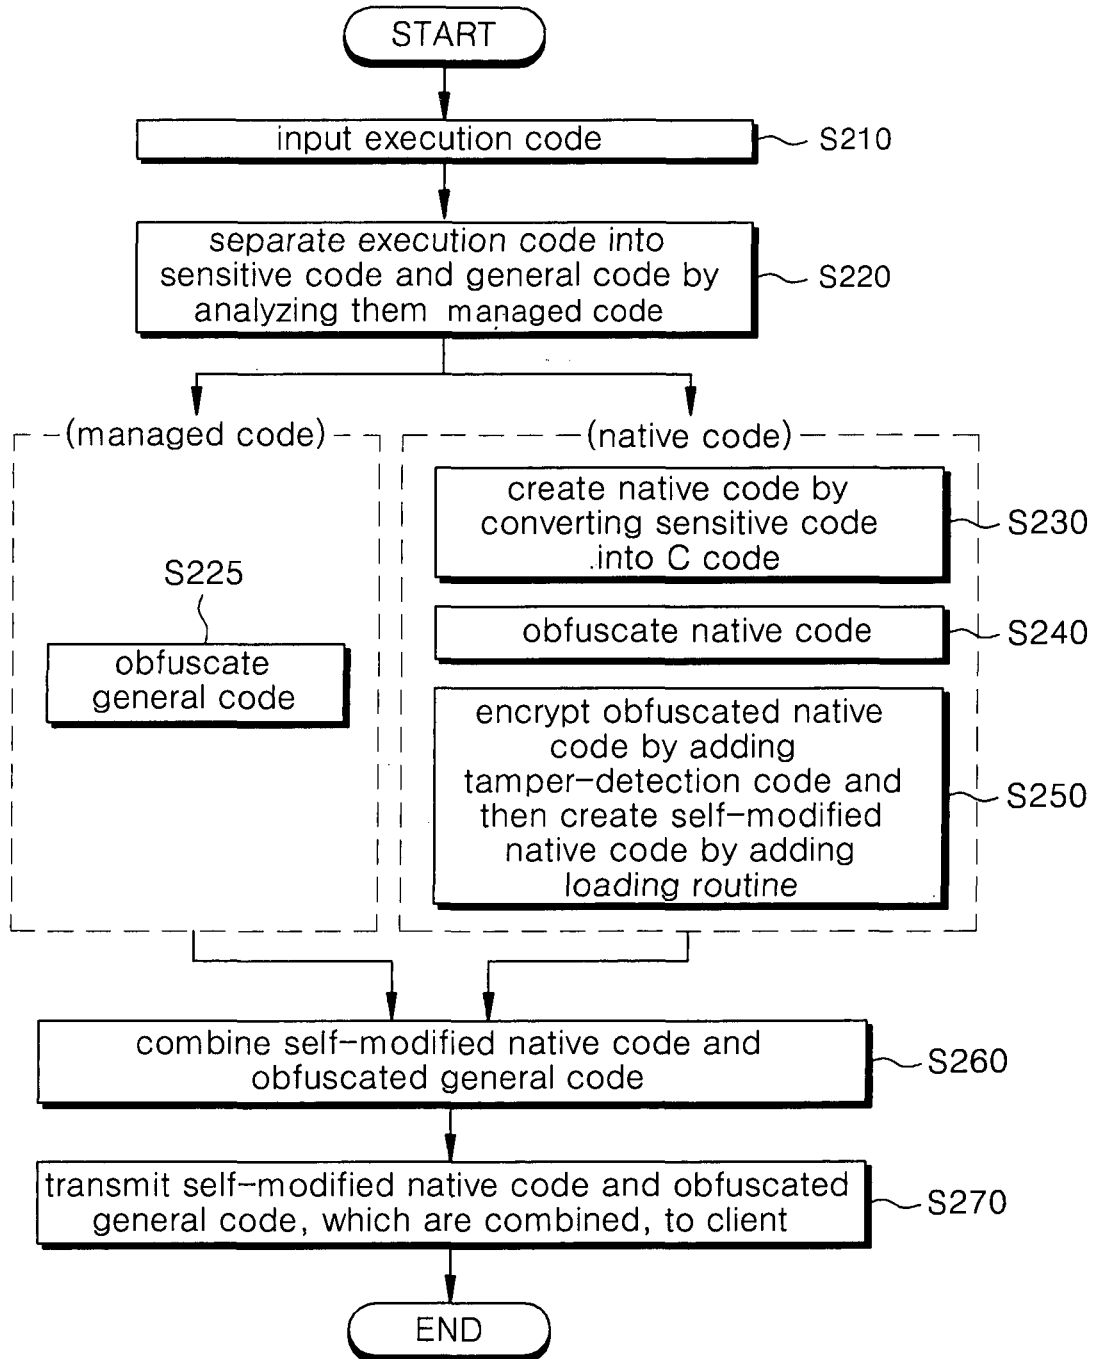 START
input execution code
S210
separate execution code into
sensitive code and general code by
analyzing them managed code
S220
(managed code)
(native code)
create native code by
converting sensitive code
into C code
S230
S225
obfuscate
general code
obfuscate native code
S240
encrypt obfuscated native
code by adding
tamper-detection code and
then create self-modified
native code by adding
loading routine
S250
combine self-modified native code and
obfuscated general code
S260
transmit self-modified native code and obfuscated
general code, which are combined, to client
S270
END